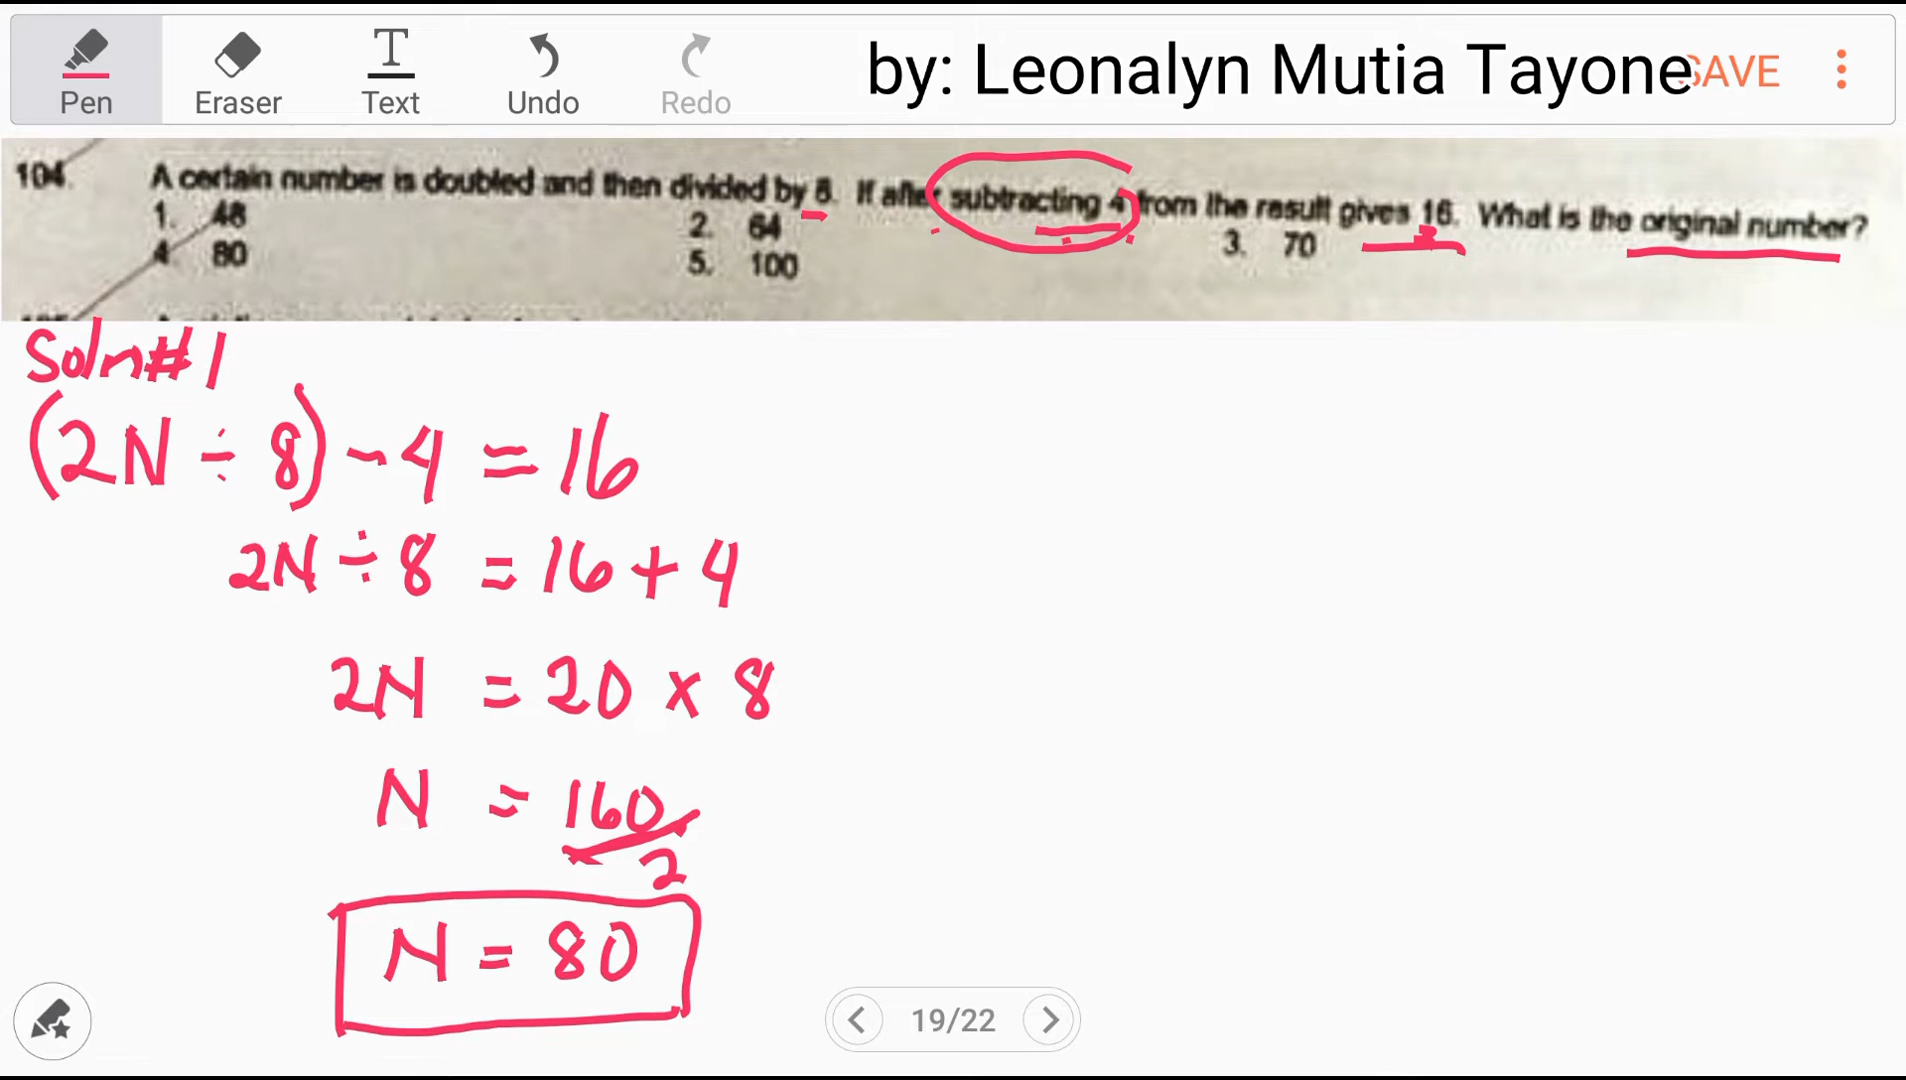 Pen
Eraser
Text
Undo
Redo
by: Leonalyn Mutia Tayone
SAVE
104. A certain number is doubled and then divided by 8. If after subtracting 4 from the result gives 16. What is the original number?
1. 48 2. 64 3. 70
4. 80 5. 100
Soln#1
(2N ÷ 8) - 4 = 16
2N ÷ 8 = 16 + 4
2N = 20 x 8
N = 160/2
N = 80
19/22